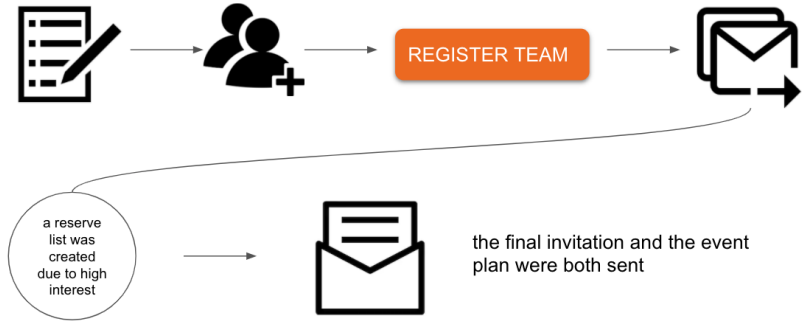 REGISTER TEAM
a reserve
list was
created
due to high
interest
the final invitation and the event
plan were both sent